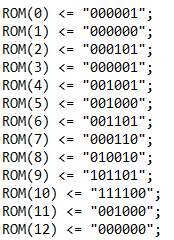 ROM(0) <= "000001";
ROM(1) <= "000000";
ROM(2) <= "000101";
ROM(3) <= "000001";
ROM(4) <= "001001";
ROM(5) <= "001000";
ROM(6) <= "001101";
ROM(7) <= "000110";
ROM(8) <= "010010";
ROM(9) <= "101101";
ROM(10) <= "111100";
ROM(11) <= "001000";
ROM(12) <= "000000";